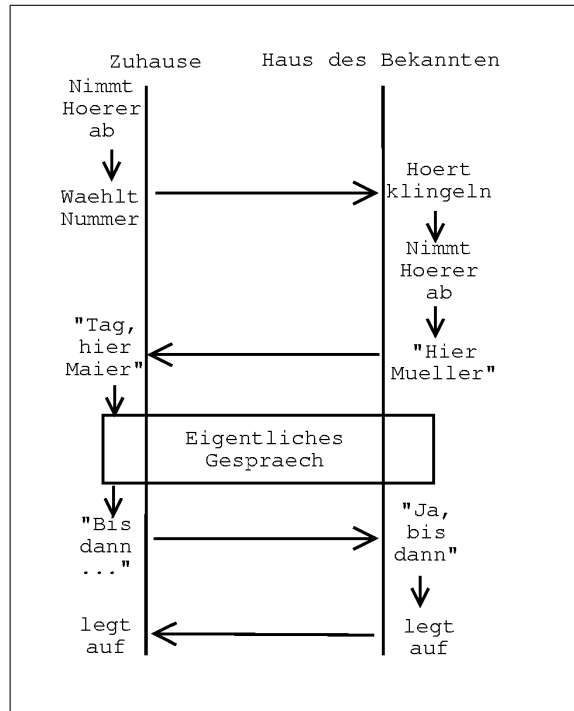 Zuhause
Haus des Bekannten
Nimmt
Hoerer
ab
Waehlt
Nummer
Hoert
klingeln
Nimmt
Hoerer
ab
"Hier
Mueller"
"Tag,
hier
Maier"
Eigentliches
Gespraech
"Bis
dann
..."
"Ja,
bis
dann"
legt
auf
legt
auf